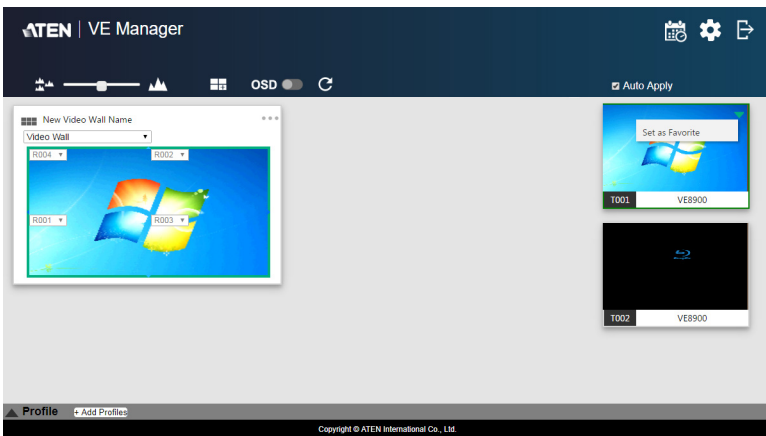 ATEN | VE Manager
OSD
Auto Apply
New Video Wall Name
Video Wall
R004
R002
R001
R003
Set as Favorite
T001
VE8900
T002
VE8900
Profile
+ Add Profiles
Copyright © ATEN International Co., Ltd.